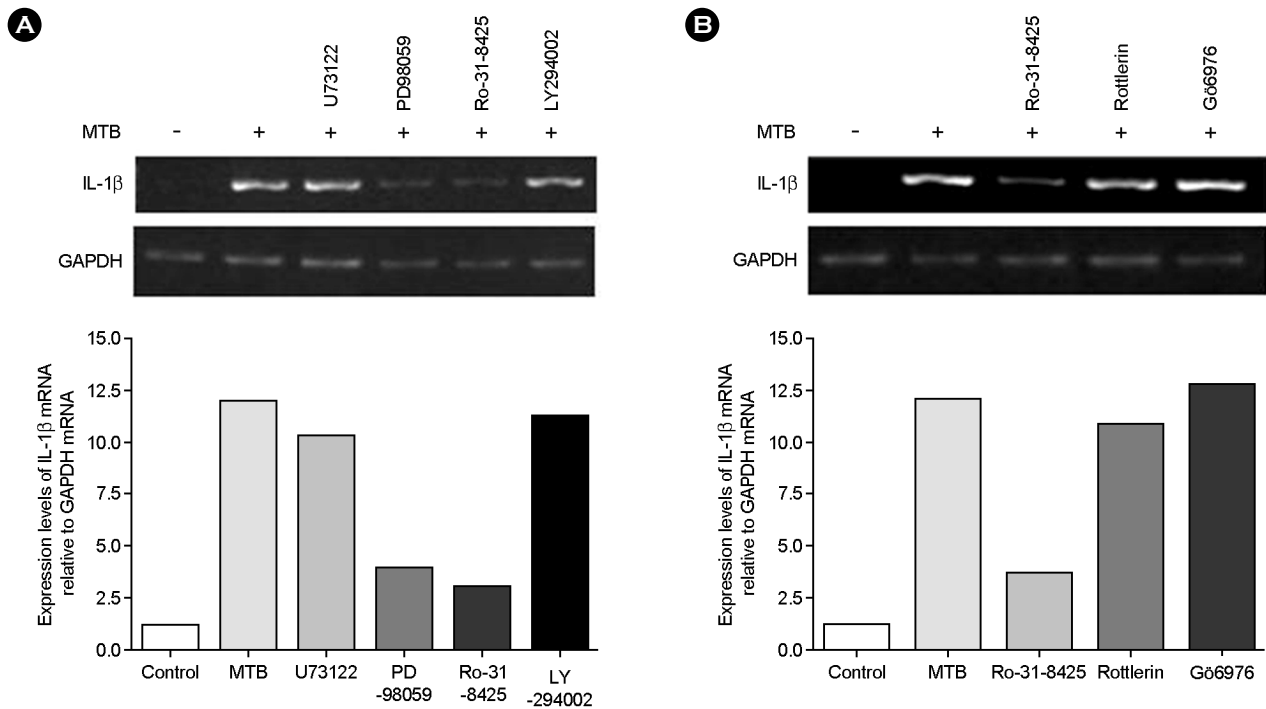 A
U73122
PD98059
Ro-31-8425
LY294002
MTB - + + + + +
IL-1β
GAPDH
Expression levels of IL-1β mRNA
relative to GAPDH mRNA
15.0
12.5
10.0
7.5
5.0
2.5
0.0
Control MTB U73122 PD Ro-31 LY
-98059 -8425 -294002
B
Ro-31-8425
Rottlerin
Gö6976
MTB - + + + +
IL-1β
GAPDH
Expression levels of IL-1β mRNA
relative to GAPDH mRNA
15.0
12.5
10.0
7.5
5.0
2.5
0.0
Control MTB Ro-31-8425 Rottlerin Gö6976